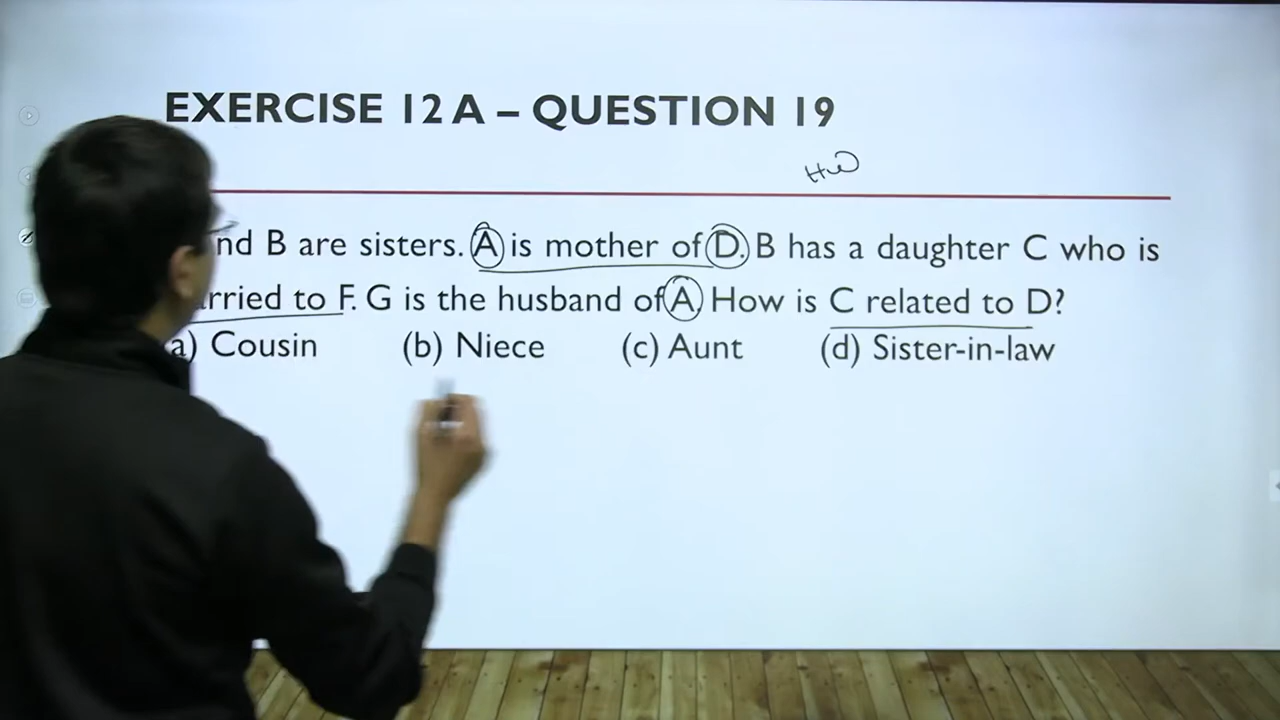 EXERCISE 12 A – QUESTION 19
HW
nd B are sisters. A is mother of D. B has a daughter C who is
rried to F. G is the husband of A. How is C related to D?
a) Cousin (b) Niece (c) Aunt (d) Sister-in-law